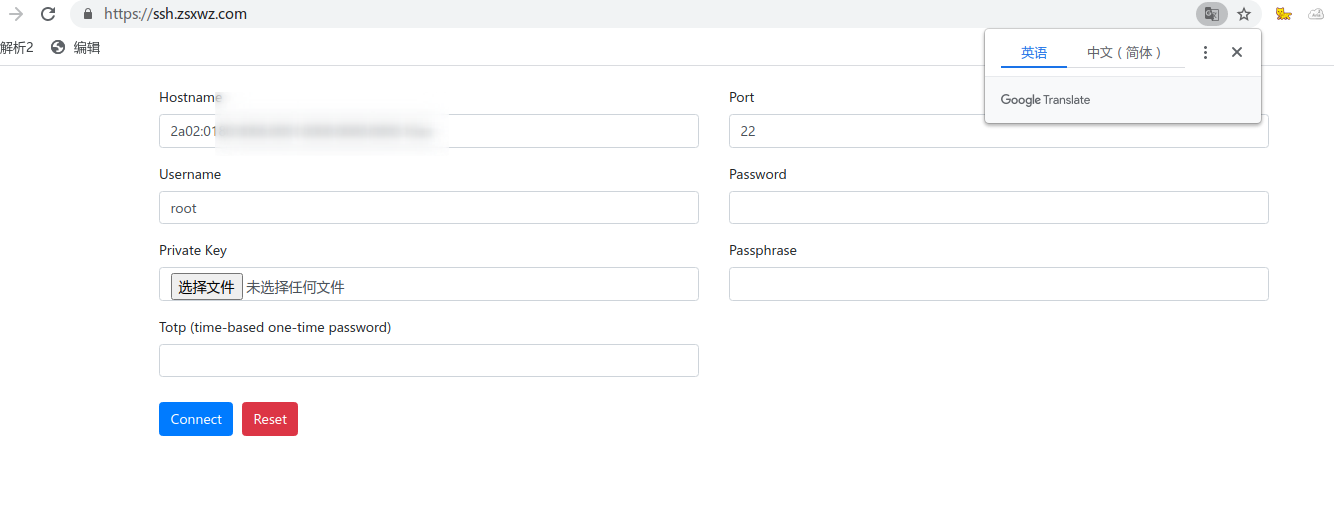 https://ssh.zsxwz.com
解析2 编辑
英语 中文 ( 简体 )
Google Translate
Hostname Port
2a02:01 22
Username Password
root
Private Key Passphrase
选择文件 未选择任何文件
Totp (time-based one-time password)
Connect Reset